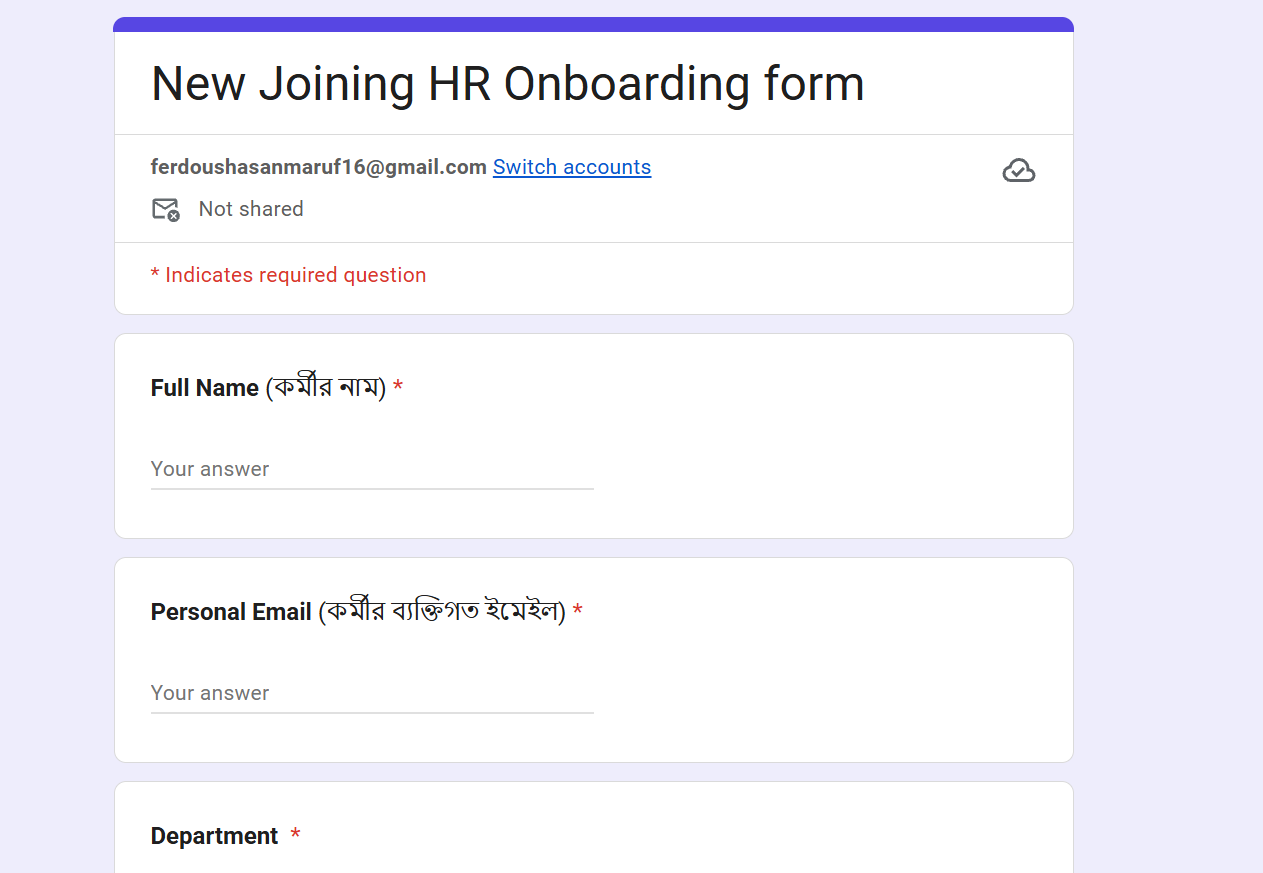 New Joining HR Onboarding form
ferdoushasanmaruf16@gmail.com Switch accounts
Not shared
* Indicates required question
Full Name (কর্মীর নাম) *
Your answer
Personal Email (কর্মীর ব্যক্তিগত ইমেইল) *
Your answer
Department *